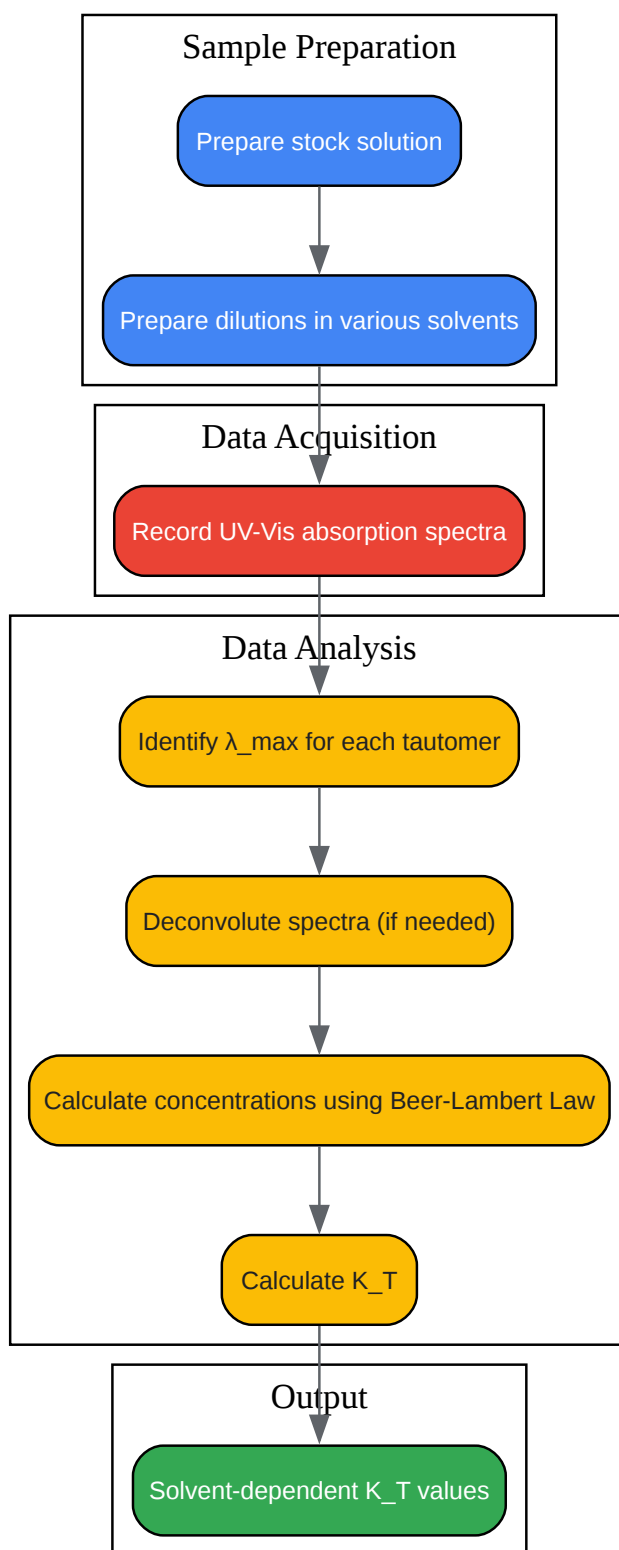 Sample Preparation
Prepare stock solution
Prepare dilutions in various solvents
Data Acquisition
Record UV-Vis absorption spectra
Data Analysis
Identify λ_max for each tautomer
Deconvolute spectra (if needed)
Calculate concentrations using Beer-Lambert Law
Calculate K_T
Output
Solvent-dependent K_T values